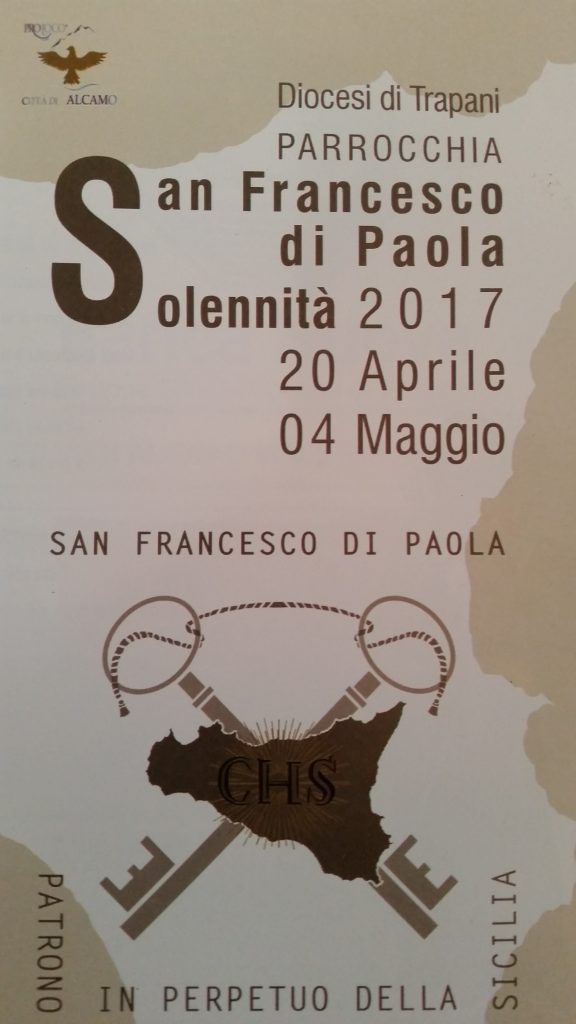 PROLOCO
CITTÀ DI ALCAMO
Diocesi di Trapani
PARROCCHIA
San Francesco
di Paola
Solennità 2017
20 Aprile
04 Maggio
SAN FRANCESCO DI PAOLA
CHS
PATRONO
IN PERPETUO DELLA
SICILIA